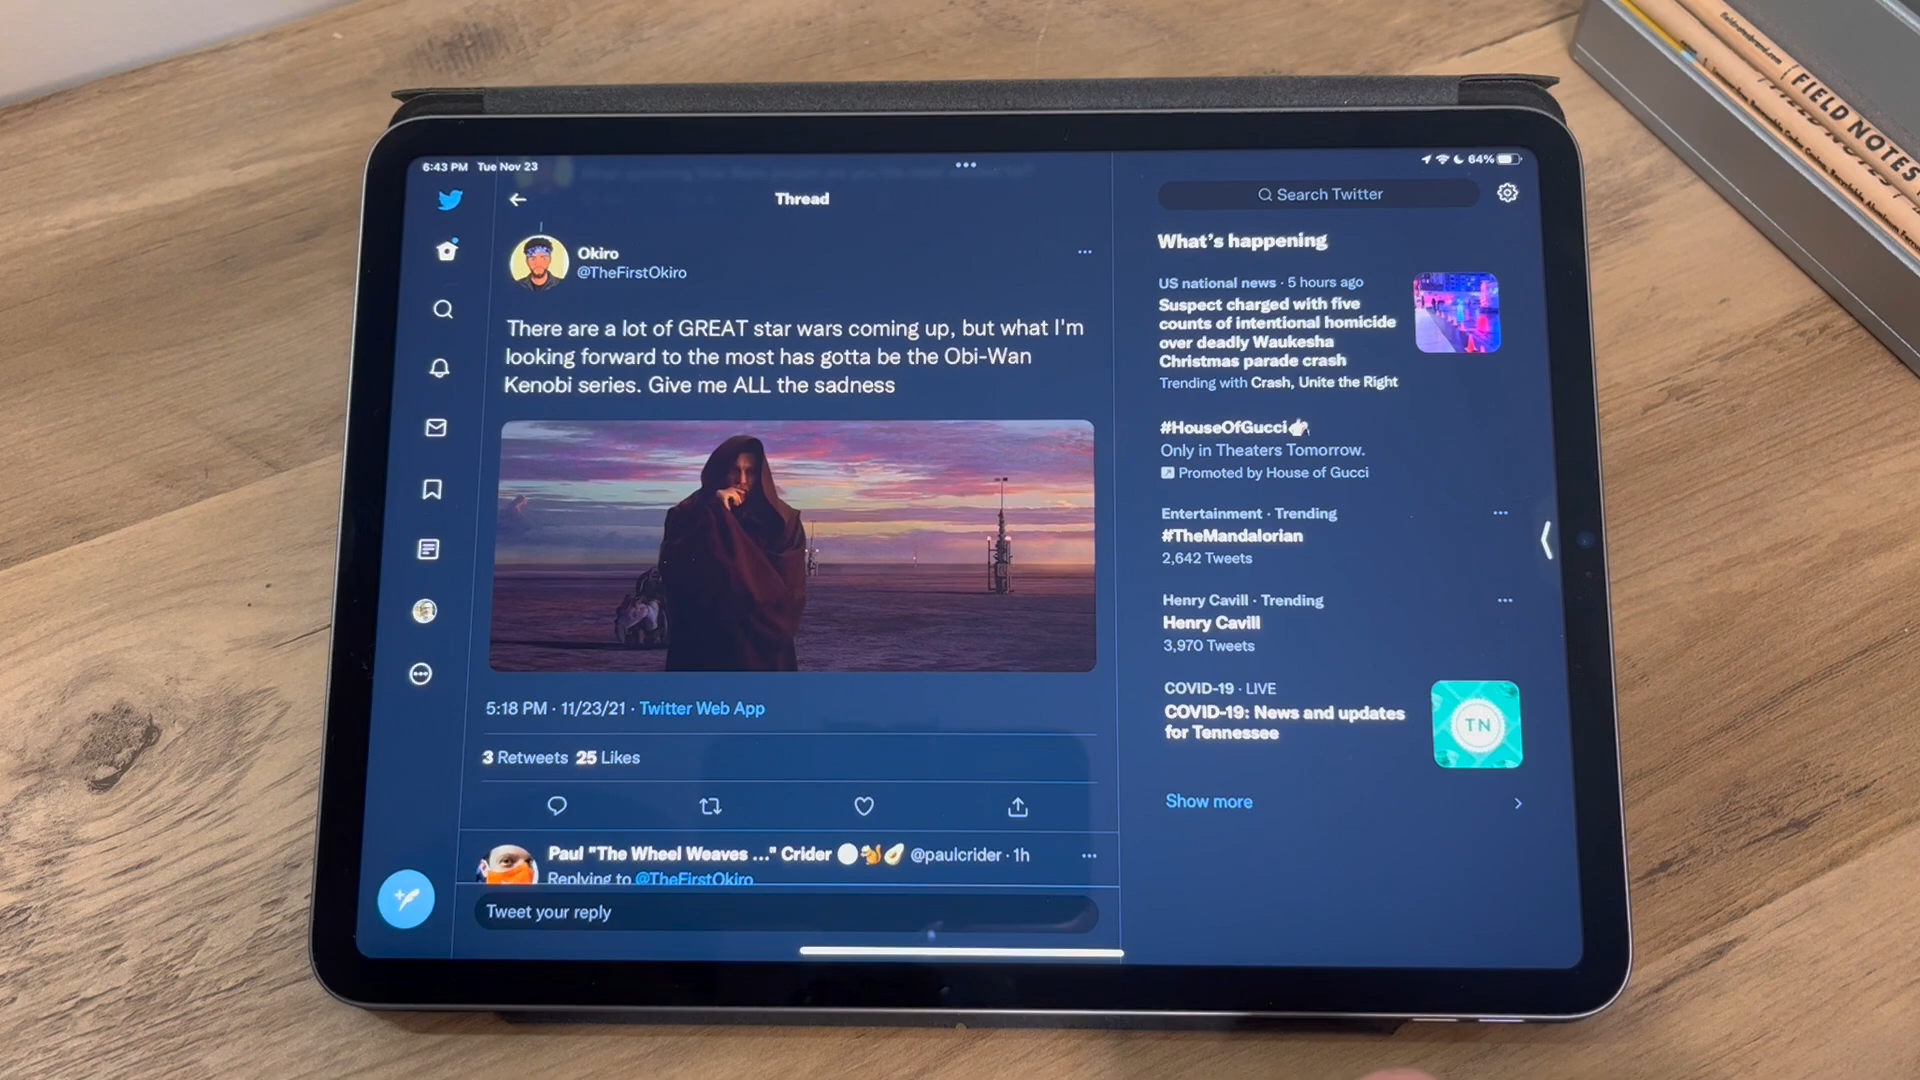 6:43 PM Tue Nov 23
64%
Thread
Okiro
@TheFirstOkiro
There are a lot of GREAT star wars coming up, but what I'm
looking forward to the most has gotta be the Obi-Wan
Kenobi series. Give me ALL the sadness
5:18 PM · 11/23/21 · Twitter Web App
3 Retweets 25 Likes
Paul "The Wheel Weaves ..." Crider ⚪🐿️🥑 @paulcrider · 1h
Replying to @TheFirstOkiro
Tweet your reply
Search Twitter
What's happening
US national news · 5 hours ago
Suspect charged with five
counts of intentional homicide
over deadly Waukesha
Christmas parade crash
Trending with Crash, Unite the Right
#HouseOfGucci
Only in Theaters Tomorrow.
Promoted by House of Gucci
Entertainment · Trending
#TheMandalorian
2,642 Tweets
Henry Cavill · Trending
Henry Cavill
3,970 Tweets
COVID-19 · LIVE
COVID-19: News and updates
for Tennessee
TN
Show more
FIELD NOTES